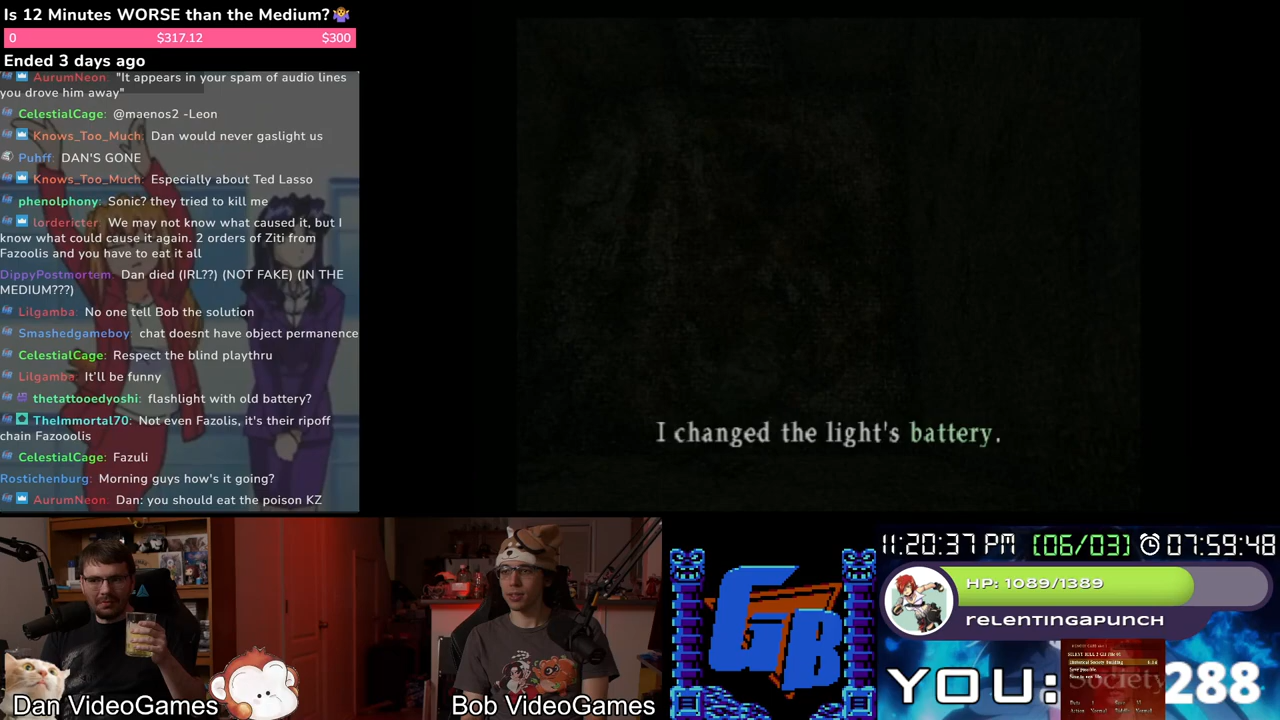 Is 12 Minutes WORSE than the Medium?🤷
0 $317.12 $300
Ended 3 days ago
AurumNeon: "It appears in your spam of audio lines
you drove him away"
CelestialCage: @maenos2 -Leon
Knows_Too_Much: Dan would never gaslight us
Puhff: DAN'S GONE
Knows_Too_Much: Especially about Ted Lasso
phenolphony: Sonic? they tried to kill me
lordericter: We may not know what caused it, but I
know what could cause it again. 2 orders of Ziti from
Fazoolis and you have to eat it all
DippyPostmortem: Dan died (IRL??) (NOT FAKE) (IN THE
MEDIUM???)
Lilgamba: No one tell Bob the solution
Smashedgameboy: chat doesnt have object permanence
CelestialCage: Respect the blind playthru
Lilgamba: It'll be funny
thetattooedyoshi: flashlight with old battery?
TheImmortal70: Not even Fazolis, it's their ripoff
chain Fazooolis
CelestialCage: Fazuli
Rostichenburg: Morning guys how's it going?
AurumNeon: Dan: you should eat the poison KZ
I changed the light's battery.
Dan VideoGames
Bob VideoGames
GB
11:20:37 PM [06/03] 07:59:48
HP: 1089/1389
RELENTINGAPUNCH
YOU:
Society
288